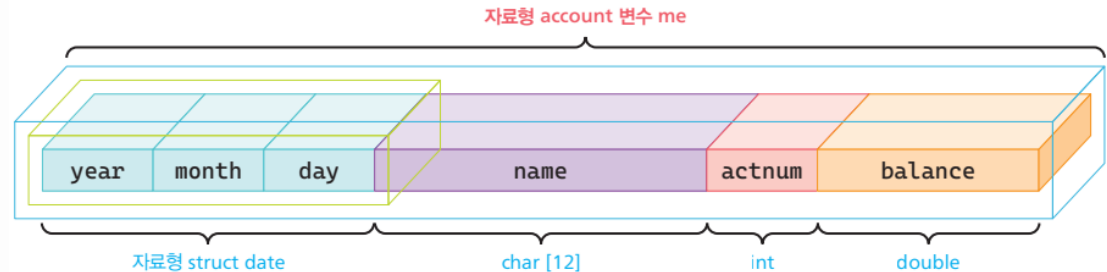 자료형 account 변수 me
year month day name actnum balance
자료형 struct date char [12] int double